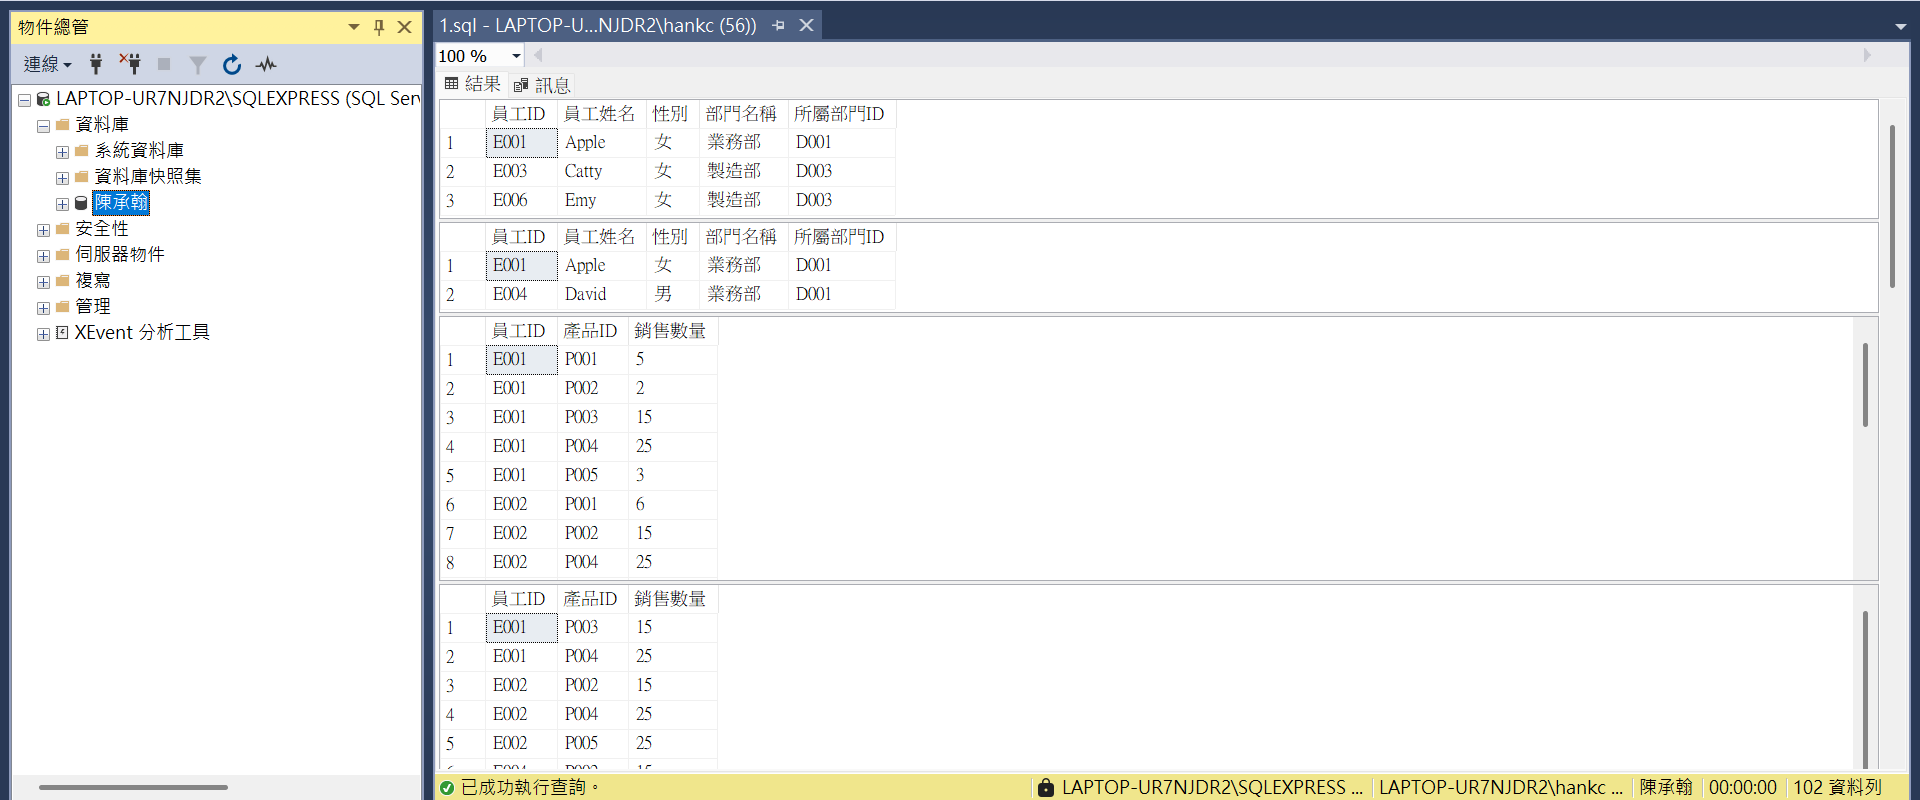 物件總管
連線
LAPTOP-UR7NJDR2\SQLEXPRESS (SQL Serv
資料庫
系統資料庫
資料庫快照集
陳承翰
安全性
伺服器物件
複寫
管理
XEvent 分析工具
1.sql - LAPTOP-U...NJDR2\hankc (56))
100 %
結果 訊息
員工ID 員工姓名 性別 部門名稱 所屬部門ID
1 E001 Apple 女 業務部 D001
2 E003 Catty 女 製造部 D003
3 E006 Emy 女 製造部 D003
員工ID 員工姓名 性別 部門名稱 所屬部門ID
1 E001 Apple 女 業務部 D001
2 E004 David 男 業務部 D001
員工ID 產品ID 銷售數量
1 E001 P001 5
2 E001 P002 2
3 E001 P003 15
4 E001 P004 25
5 E001 P005 3
6 E002 P001 6
7 E002 P002 15
8 E002 P004 25
員工ID 產品ID 銷售數量
1 E001 P003 15
2 E001 P004 25
3 E002 P002 15
4 E002 P004 25
5 E002 P005 25
已成功執行查詢。 LAPTOP-UR7NJDR2\SQLEXPRESS ... LAPTOP-UR7NJDR2\hankc ... 陳承翰 00:00:00 102 資料列